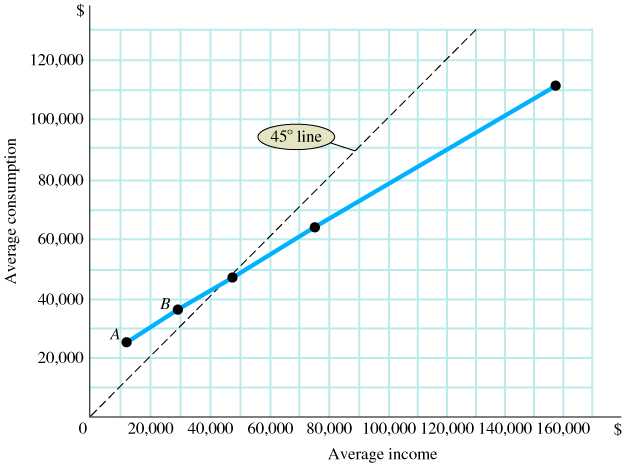 $
120,000
100,000
80,000
60,000
40,000
20,000
Average consumption
45° line
A
B
0 20,000 40,000 60,000 80,000 100,000 120,000 140,000 160,000 $
Average income